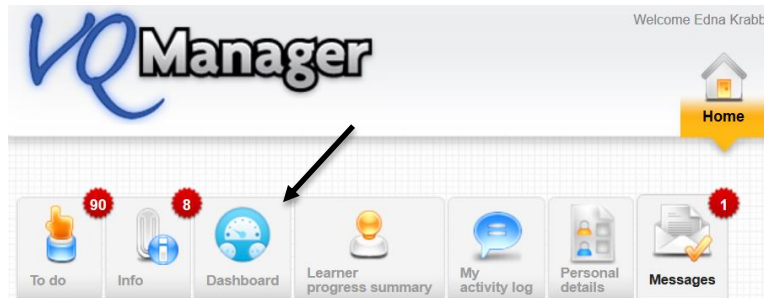 VQManager
Welcome Edna Krabb
Home
90
8
1
To do
Info
Dashboard
Learner
progress summary
My
activity log
Personal
details
Messages